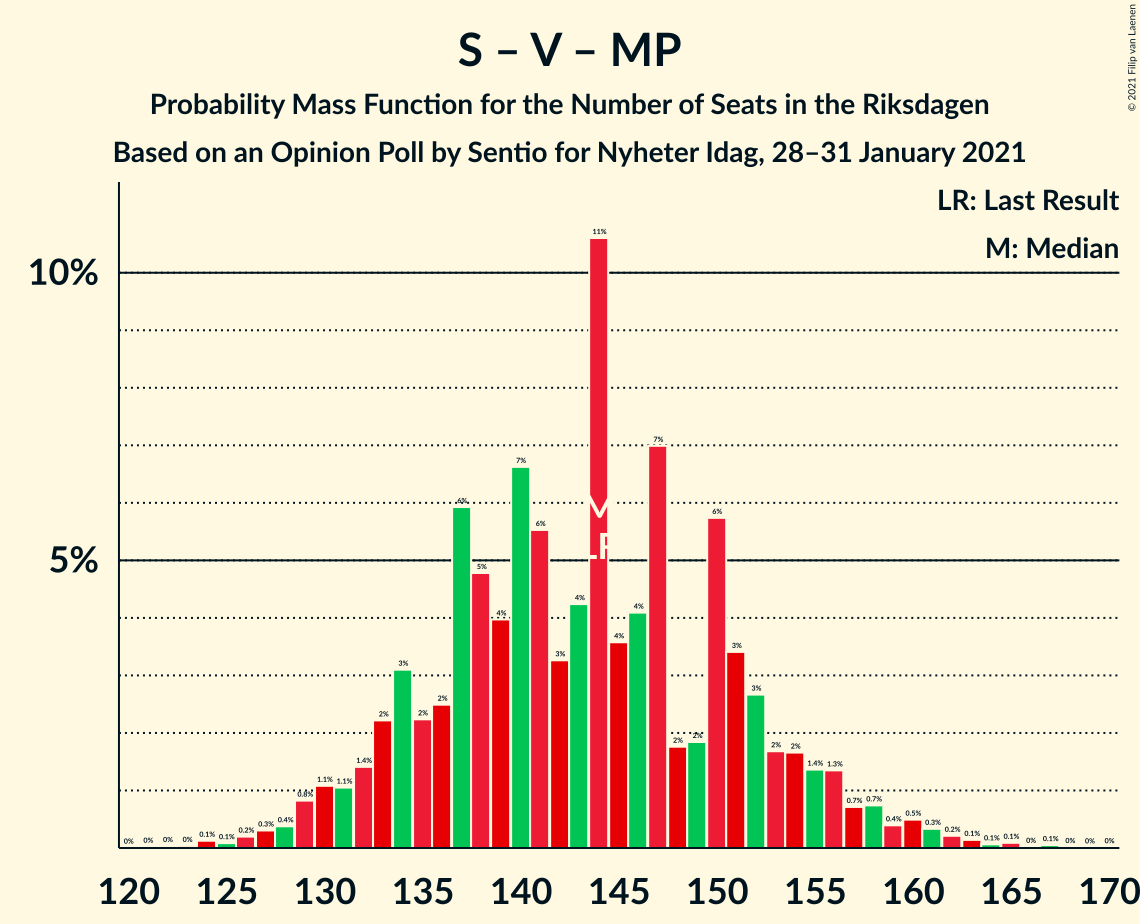 S – V – MP
Probability Mass Function for the Number of Seats in the Riksdagen
Based on an Opinion Poll by Sentio for Nyheter Idag, 28–31 January 2021
© 2021 Filip van Laenen
LR: Last Result
M: Median
10%
5%
0% 0% 0% 0% 0.1% 0.1% 0.2% 0.3% 0.4% 0.8% 1.1% 1.1% 1.4% 2% 3% 2% 2% 6% 5% 4% 7% 6% 3% 4% 11% 4% 4% 7% 2% 2% 6% 3% 3% 2% 2% 1.4% 1.3% 0.7% 0.7% 0.4% 0.5% 0.3% 0.2% 0.1% 0.1% 0.1% 0% 0.1% 0% 0% 0%
M
LR
120 125 130 135 140 145 150 155 160 165 170